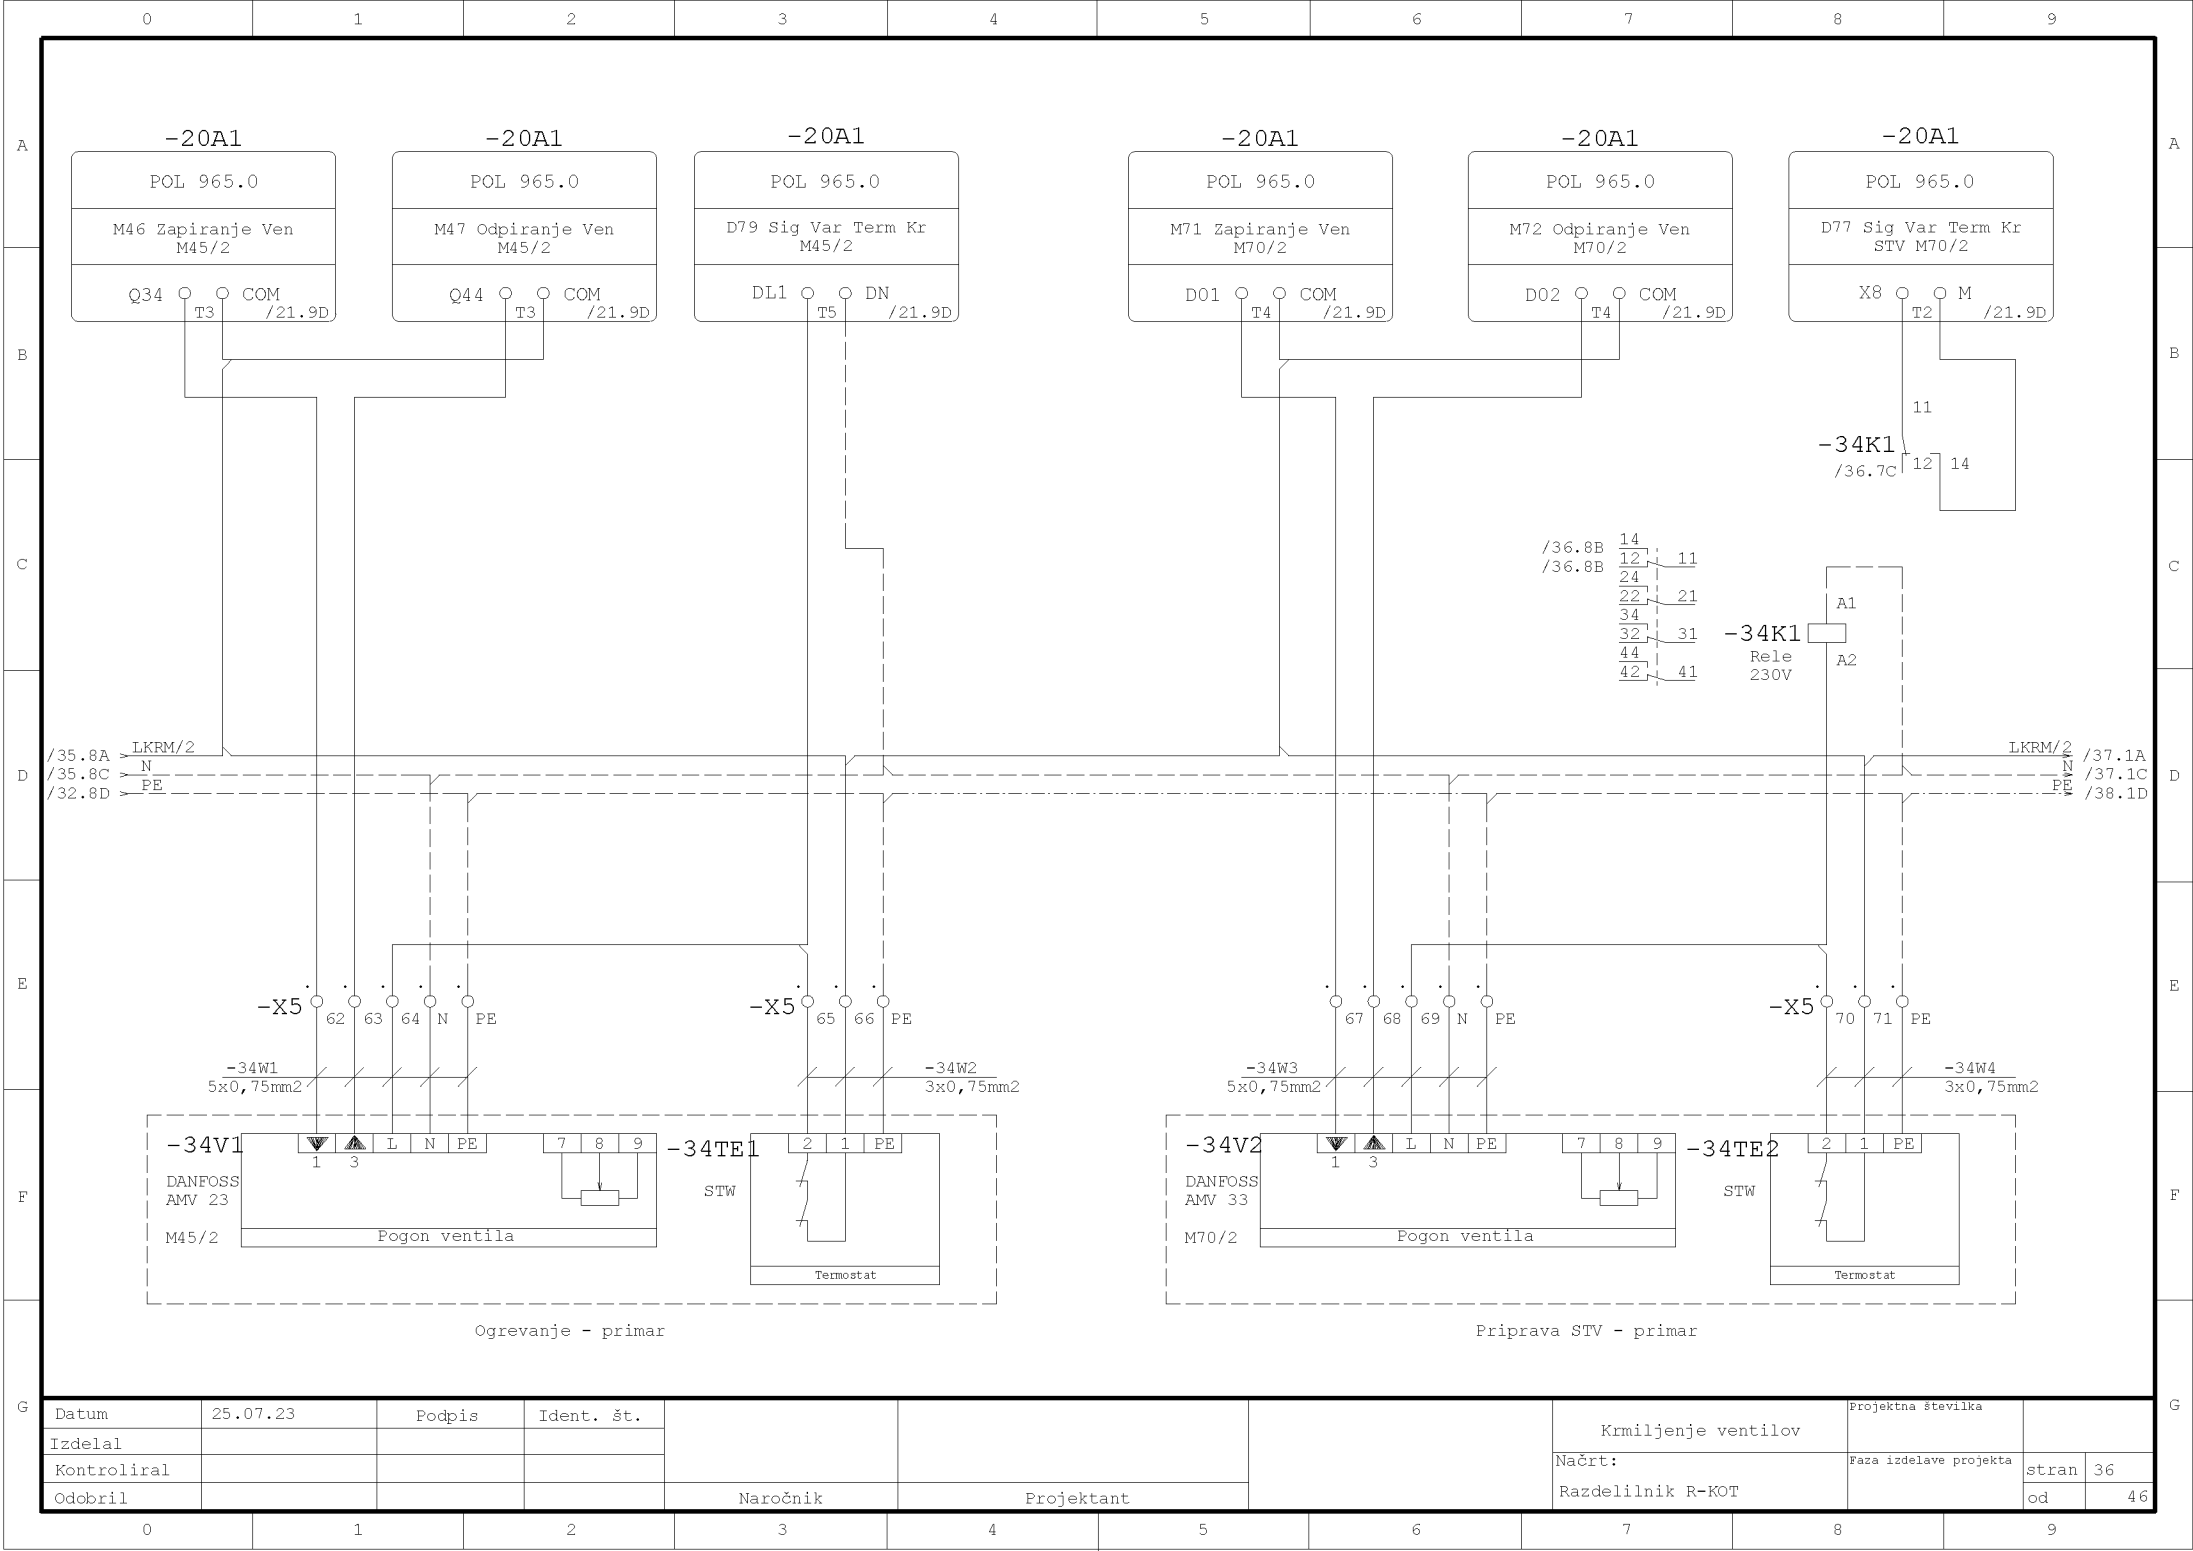 0 1 2 3 4 5 6 7 8 9
A A
-20A1 -20A1 -20A1 -20A1 -20A1 -20A1
POL 965.0 POL 965.0 POL 965.0 POL 965.0 POL 965.0 POL 965.0
M46 Zapiranje Ven
M45/2
M47 Odpiranje Ven
M45/2
D79 Sig Var Term Kr
M45/2
M71 Zapiranje Ven
M70/2
M72 Odpiranje Ven
M70/2
D77 Sig Var Term Kr
STV M70/2
Q34 COM
T3 /21.9D
Q44 COM
T3 /21.9D
DL1 DN
T5 /21.9D
DO1 COM
T4 /21.9D
DO2 COM
T4 /21.9D
X8 M
T2 /21.9D
B B
11
-34K1
/36.7C 12 14
C C
/36.8B 14
/36.8B 12 11
24
22 21
34
32 31
44
42 41
A1
-34K1
Rele
230V
A2
D D
/35.8A LKRM/2
/35.8C N
/32.8D PE
LKRM/2 /37.1A
N /37.1C
PE /38.1D
E E
-X5 62 63 64 N PE
-X5 65 66 PE
67 68 69 N PE
-X5 70 71 PE
-34W1
5x0,75mm2
-34W2
3x0,75mm2
-34W3
5x0,75mm2
-34W4
3x0,75mm2
F F
-34V1 L N PE 7 8 9
1 3
DANFOSS
AMV 23
M45/2
Pogon ventila
-34TE1 2 1 PE
STW
Termostat
-34V2 L N PE 7 8 9
1 3
DANFOSS
AMV 33
M70/2
Pogon ventila
-34TE2 2 1 PE
STW
Termostat
Ogrevanje - primar
Priprava STV - primar
G G
Datum 25.07.23 Podpis Ident. št.
Izdelal
Kontroliral
Odobril
Naročnik Projektant
Krmiljenje ventilov
Načrt:
Razdelilnik R-KOT
Projektna številka
Faza izdelave projekta
stran 36
od 46
0 1 2 3 4 5 6 7 8 9